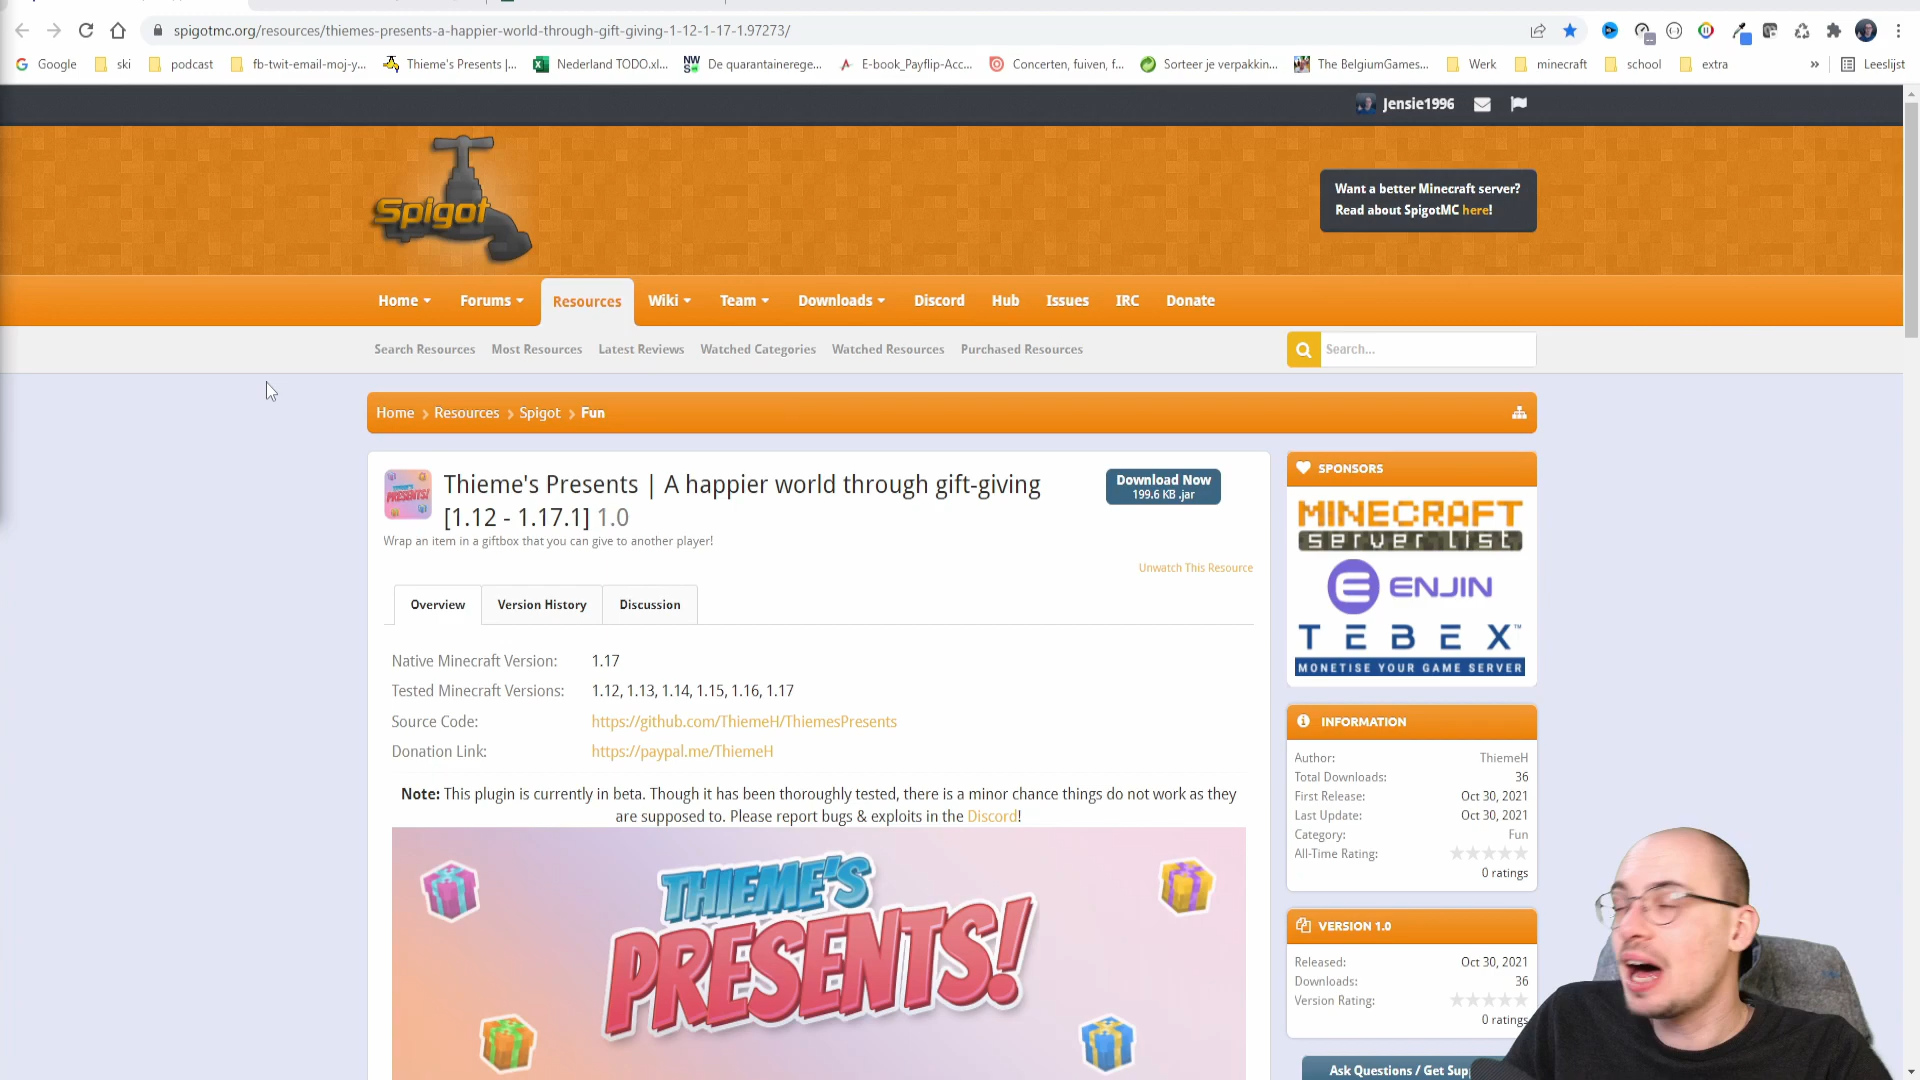 spigotmc.org/resources/thiemes-presents-a-happier-world-through-gift-giving-1-12-1-17-1.97273/
Google
ski
podcast
fb-twit-email-moj-y...
Thieme's Presents |...
Nederland TODO.xl...
NW
S
De quarantainerege...
E-book_Payflip-Acc...
Concerten, fuiven, f...
Sorteer je verpakkin...
The BelgiumGames...
Werk
minecraft
school
extra
»
Leeslijst
Jensie1996
Spigot
Want a better Minecraft server?
Read about SpigotMC here!
Home
Forums
Resources
Wiki
Team
Downloads
Discord
Hub
Issues
IRC
Donate
Search Resources
Most Resources
Latest Reviews
Watched Categories
Watched Resources
Purchased Resources
Search...
Home
Resources
Spigot
Fun
PRESENTS!
Thieme's Presents | A happier world through gift-giving
[1.12 - 1.17.1] 1.0
Wrap an item in a giftbox that you can give to another player!
Download Now
199.6 KB .jar
Unwatch This Resource
Overview
Version History
Discussion
Native Minecraft Version: 1.17
Tested Minecraft Versions: 1.12, 1.13, 1.14, 1.15, 1.16, 1.17
Source Code: https://github.com/ThiemeH/ThiemesPresents
Donation Link: https://paypal.me/ThiemeH
Note: This plugin is currently in beta. Though it has been thoroughly tested, there is a minor chance things do not work as they
are supposed to. Please report bugs & exploits in the Discord!
THIEME'S
PRESENTS!
SPONSORS
MINECRAFT
server list
ENJIN
TEBEX™
MONETISE YOUR GAME SERVER
INFORMATION
Author: ThiemeH
Total Downloads: 36
First Release: Oct 30, 2021
Last Update: Oct 30, 2021
Category: Fun
All-Time Rating:
0 ratings
VERSION 1.0
Released: Oct 30, 2021
Downloads: 36
Version Rating:
0 ratings
Ask Questions / Get Sup